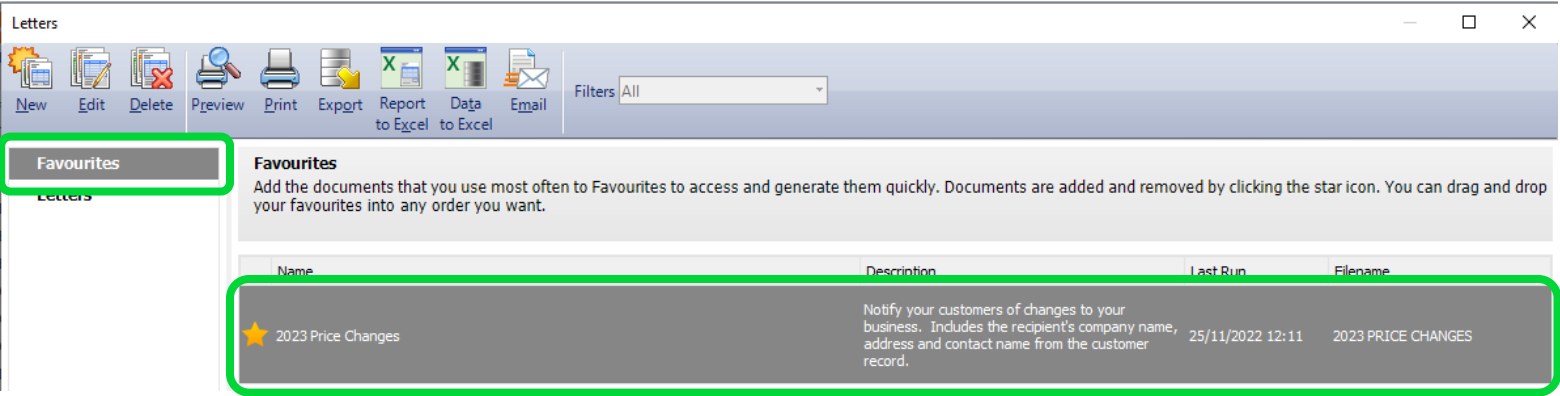 Letters
New
Edit
Delete
Preview
Print
Export
Report
to Excel
Data
to Excel
Email
Filters All
Favourites
Letters
Favourites
Add the documents that you use most often to Favourites to access and generate them quickly. Documents are added and removed by clicking the star icon. You can drag and drop
your favourites into any order you want.
Name Description Last Run Filename
2023 Price Changes
Notify your customers of changes to your
business. Includes the recipient's company name,
address and contact name from the customer
record.
25/11/2022 12:11
2023 PRICE CHANGES